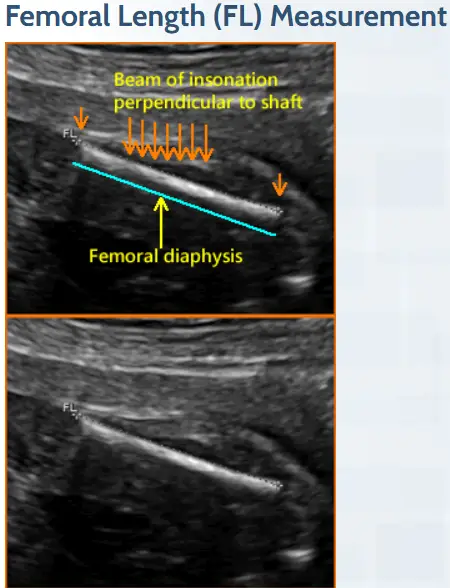 Femoral Length (FL) Measurement
Beam of insonation
perpendicular to shaft
FL
Femoral diaphysis
FL